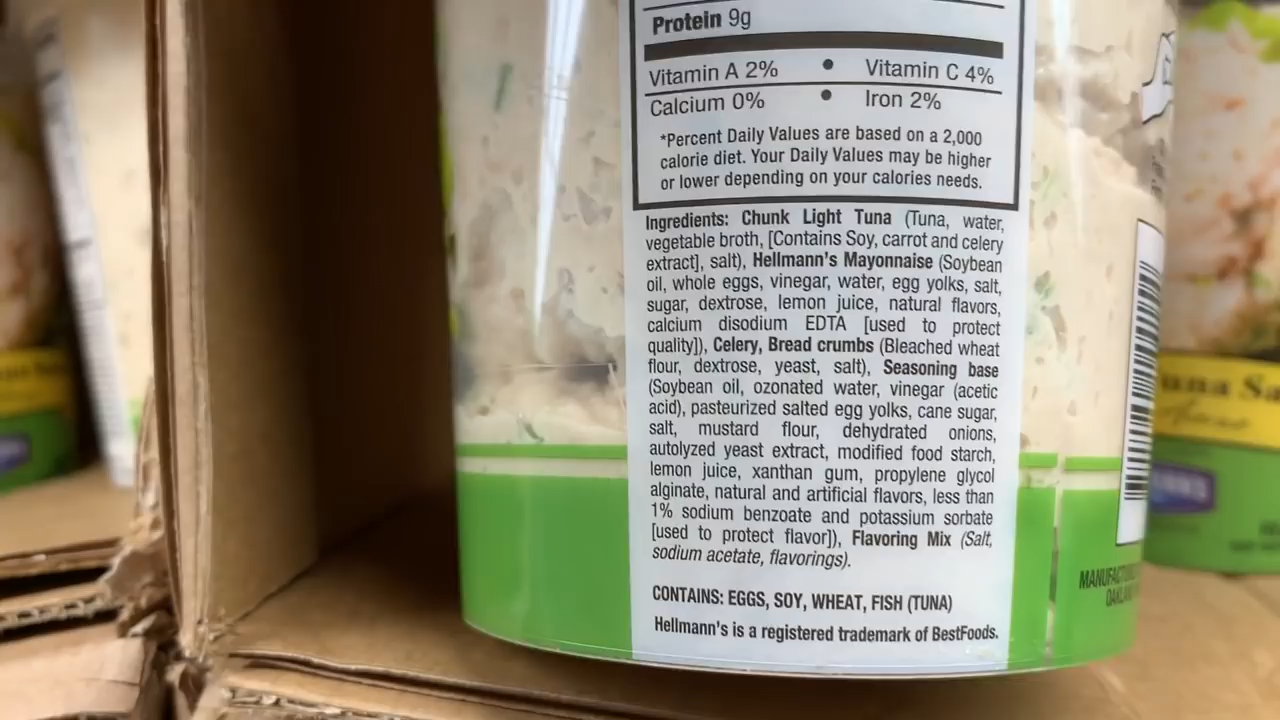 Protein 9g
Vitamin A 2% • Vitamin C 4%
Calcium 0% • Iron 2%
*Percent Daily Values are based on a 2,000
calorie diet. Your Daily Values may be higher
or lower depending on your calories needs.
Ingredients: Chunk Light Tuna (Tuna, water,
vegetable broth, [Contains Soy, carrot and celery
extract], salt), Hellmann's Mayonnaise (Soybean
oil, whole eggs, vinegar, water, egg yolks, salt,
sugar, dextrose, lemon juice, natural flavors,
calcium disodium EDTA [used to protect
quality]), Celery, Bread crumbs (Bleached wheat
flour, dextrose, yeast, salt), Seasoning base
(Soybean oil, ozonated water, vinegar (acetic
acid), pasteurized salted egg yolks, cane sugar,
salt, mustard flour, dehydrated onions,
autolyzed yeast extract, modified food starch,
lemon juice, xanthan gum, propylene glycol
alginate, natural and artificial flavors, less than
1% sodium benzoate and potassium sorbate
[used to protect flavor]), Flavoring Mix (Salt,
sodium acetate, flavorings).
CONTAINS: EGGS, SOY, WHEAT, FISH (TUNA)
Hellmann's is a registered trademark of BestFoods.